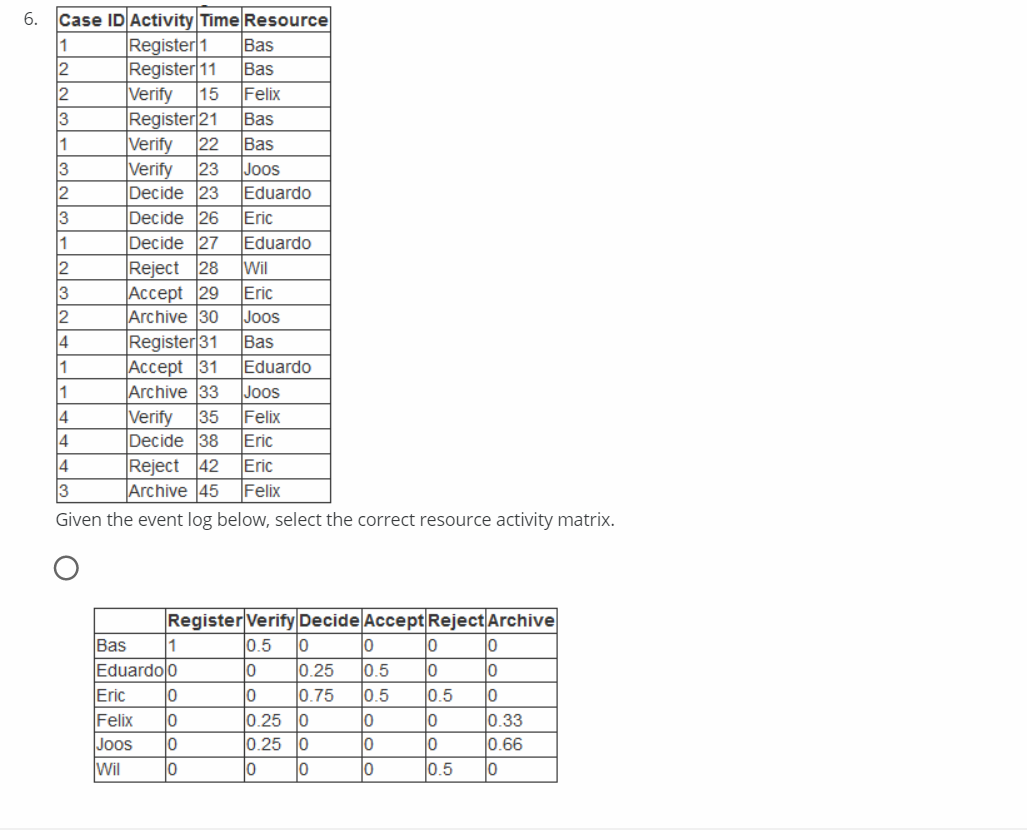 6. Case ID Activity Time Resource
1 Register 1 Bas
2 Register 11 Bas
2 Verify 15 Felix
3 Register 21 Bas
1 Verify 22 Bas
3 Verify 23 Joos
2 Decide 23 Eduardo
3 Decide 26 Eric
1 Decide 27 Eduardo
2 Reject 28 Wil
3 Accept 29 Eric
2 Archive 30 Joos
4 Register 31 Bas
1 Accept 31 Eduardo
1 Archive 33 Joos
4 Verify 35 Felix
4 Decide 38 Eric
4 Reject 42 Eric
3 Archive 45 Felix
Given the event log below, select the correct resource activity matrix.
Register Verify Decide Accept Reject Archive
Bas 1 0.5 0 0 0 0
Eduardo 0 0 0.25 0.5 0 0
Eric 0 0 0.75 0.5 0.5 0
Felix 0 0.25 0 0 0 0.33
Joos 0 0.25 0 0 0 0.66
Wil 0 0 0 0 0.5 0